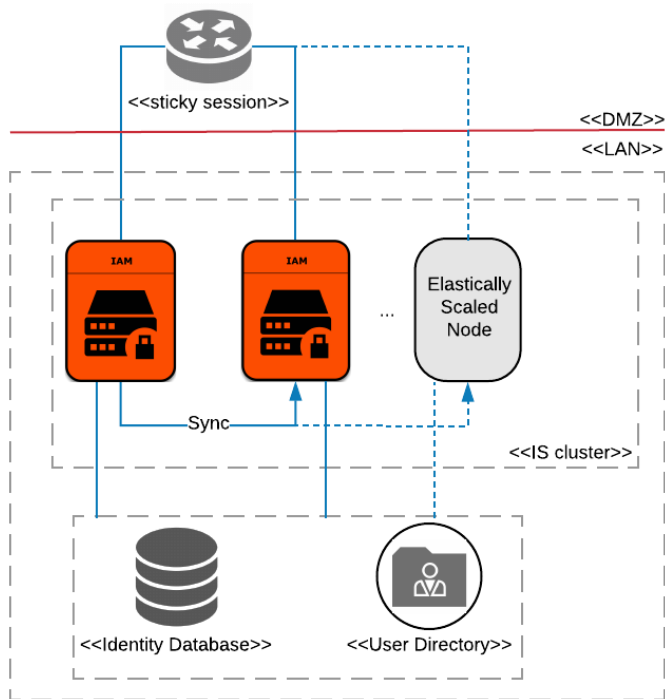 <<sticky session>>
<<DMZ>>
<<LAN>>
IAM
IAM
...
Elastically
Scaled
Node
Sync
<<IS cluster>>
<<Identity Database>>
<<User Directory>>